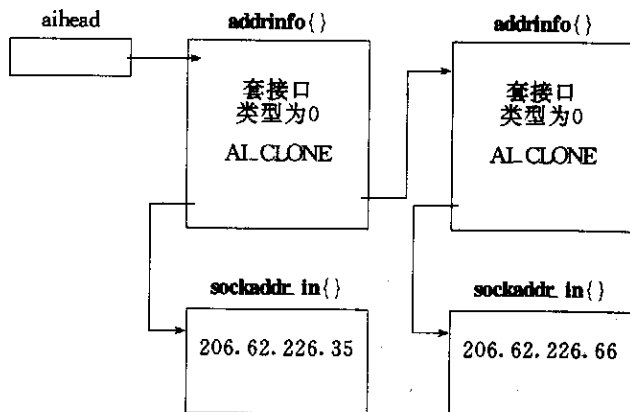 aihead
addrinfo{}
addrinfo{}
套接口
类型为0
AI_CLONE
套接口
类型为0
AI_CLONE
sockaddr_in{}
sockaddr_in{}
206.62.226.35
206.62.226.66